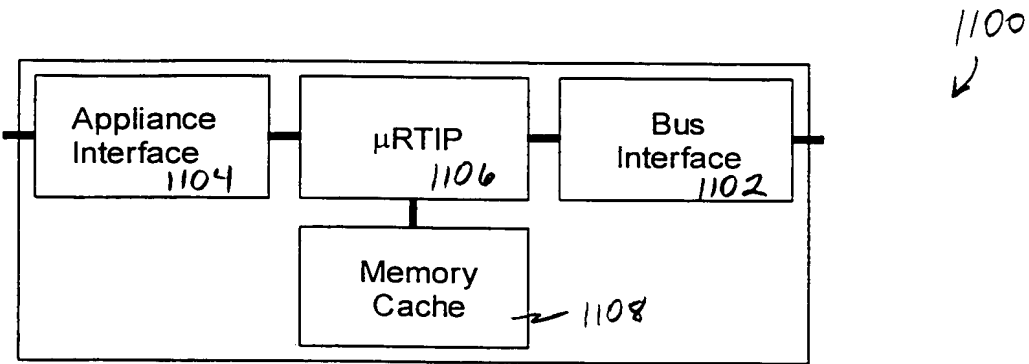 1100
Appliance
Interface
1104
μRTIP
1106
Bus
Interface
1102
Memory
Cache
1108